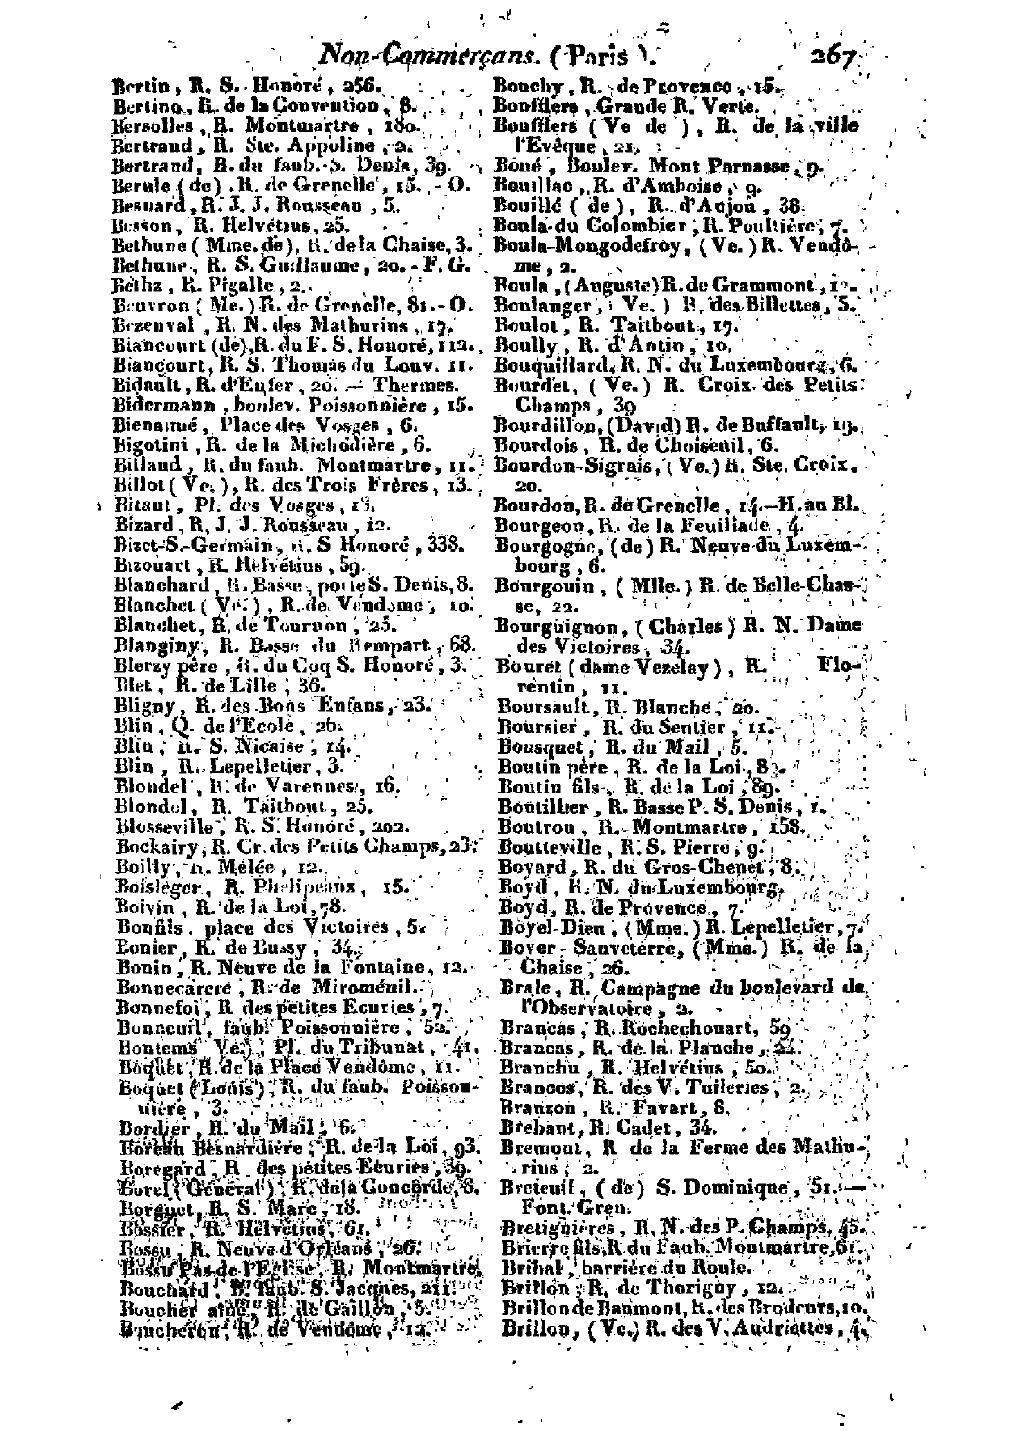 Non-Commerçans. (Paris). 267
Bertin, R. S. Honoré, 256.
Bertino, R. de la Convention, 8.
Bersolles, R. Montmartre, 180.
Bertrand, R. Ste. Appoline, 2.
Bertrand, R. du faub. S. Denis, 39.
Berule (de). R. de Grenelle, 15. - O.
Besnard, R. J. J. Rousseau, 5.
Besson, R. Helvétius, 25.
Bethune (Mme. de), R. de la Chaise, 3.
Bethune, R. S. Guillaume, 20. - F. G.
Béthz, R. Pigalle, 2.
Beuvron (Me.) R. de Grenelle, 81. - O.
Bezenval, R. N. des Mathurins, 17.
Biancourt (de), R. du F. S. Honoré, 112.
Biancourt, R. S. Thomas du Louv. 11.
Bidault, R. d'Enfer, 20. — Thermes.
Bidermann, boulev. Poissonnière, 15.
Bienaimé, Place des Vosges, 6.
Bigotini, R. de la Michodière, 6.
Billaud, R. du faub. Montmartre, 11.
Billot (Ve.), R. des Trois Frères, 13.
Bitaut, Pl. des Vosges,
Bizard, R. J. J. Rousseau, 12.
Bizet-S.-Germain, R. S Honoré, 338.
Bizouart, R. Helvétius, 59.
Blanchard, R. Basse, porte S. Denis, 8.
Blanchet (Ve.), R. de Vendome, 10.
Blanchet, R. de Tournon, 25.
Blanginy, R. Basse du Rempart, 68.
Blerzy père, R. du Coq S. Honoré, 3.
Blet, R. de Lille, 36.
Bligny, R. des Bons Enfans, 23.
Blin, Q. de l'Ecole, 26.
Blin, R. S. Nicaise, 14.
Blin, R. Lepelletier, 3.
Blondel, R. de Varennes, 16.
Blondel, R. Taitbout, 25.
Blosseville, R. S. Honoré, 202.
Bockairy, R. Cr. des Petits Champs, 23.
Boilly, R. Mêlée, 12.
Boisléger, R. Phelipeaux, 15.
Boivin, R. de la Loi, 78.
Bonfils. place des Victoires, 5.
Bonier, R. de Bussy, 34.
Bonin, R. Neuve de la Fontaine, 12.
Bonnecarere, R. de Miroménil.
Bonnefoi, R des petites Ecuries, 7.
Bonneuil, faub. Poissonnière, 52.
Bontems Ve.), Pl. du Tribunat, 41.
Boquet, R. de la Place Vendôme, 11.
Boquet (Louis), R. du faub. Poisson-
nière, 3.
Bordier, R. du Mail, 6.
Boreau Besnardière, R. de la Loi, 93.
Boregard, R. des petites Ecuries, 39.
Borel (Général), R. de la Concorde, 8.
Borguet, R. S. Marc, 18.
Bossier, R. Helvétius, 61.
Bossu, R. Neuve d'Orléans, 26.
Bossu Pas de l'Eglise, R. Montmartre,
Bouchard, R. faub. S. Jacques, 211.
Boucher aîné, R. de Gaillon, 5.
Boucheron, R. de Vendôme, 12.
Bouchy, R. de Provence, 15.
Boufflers, Grande R. Verte.
Boufflers (Ve de), R. de la ville
l'Evêque, 21.
Boué, Boulev. Mont Parnasse, 9.
Bouillac, R. d'Amboise, 9.
Bouillé (de), R. d'Anjou, 38.
Boula du Colombier, R. Poultière, 7.
Boula-Mongodefroy, (Ve.) R. Vendô-
me, 2.
Boula, (Auguste) R. de Grammont, 12.
Boulanger, (Ve.) R. des Billettes, 5.
Boulot, R. Taitbout, 17.
Boully, R. d'Antin, 10.
Bouquillard, R. N. du Luxembourg, 6.
Bourdet, (Ve.) R. Croix des Petits
Champs, 39
Bourdillon, (David) R. de Buffault, 13.
Bourdois, R. de Choiseuil, 6.
Bourdon-Sigrais, (Ve.) R. Ste. Croix,
20.
Bourdon, R. de Grenelle, 14.—H. au Bl.
Bourgeon, R. de la Feuillade, 4.
Bourgogne, (de) R. Neuve du Luxem-
bourg, 6.
Bourgouin, (Mlle.) R. de Belle-Chas-
se, 22.
Bourguignon, (Charles) R. N. Dame
des Victoires, 34.
Bouret (dame Vezelay), R. Flo-
rentin, 11.
Boursault, R. Blanche, 20.
Boursier, R. du Sentier, 11.
Bousquet, R. du Mail, 5.
Boutin père, R. de la Loi,
Boutin fils, R. de la Loi, 89.
Boutillier, R. Basse P. S. Denis, 1.
Boutrou, R. Montmartre, 158.
Boutteville, R. S. Pierre, 9.
Boyard, R. du Gros-Chenet, 8.
Boyd, R. N. du Luxembourg,
Boyd, R. de Provence, 7.
Boyel-Dieu, (Mme.) R. Lepelletier, 7.
Boyer-Sauveterre, (Mme.) R. de la
Chaise, 26.
Brale, R. Campagne du boulevard de
l'Observatoire, 2.
Brancas, R. Rochechouart, 59
Brancas, R. de la Planche, 22.
Branchu, R. Helvétius, 50.
Brancos, R. des V. Tuileries, 2.
Branzon, R. Favart, 8.
Brebant, R. Cadet, 34.
Bremont, R de la Ferme des Mathu-
rius, 2.
Breteuil, (de) S. Dominique, 51. —
Font. Gren.
Bretignières, R. N. des P. Champs, 45.
Brierre fils, R du Faub. Montmartre, 61.
Brihal, barrière du Roule.
Brillon, R. de Thorigny, 12.
Brillon de Baumont, R. des Brodeurs, 10.
Brillon, (Ve.) R. des V. Audriettes, 4.